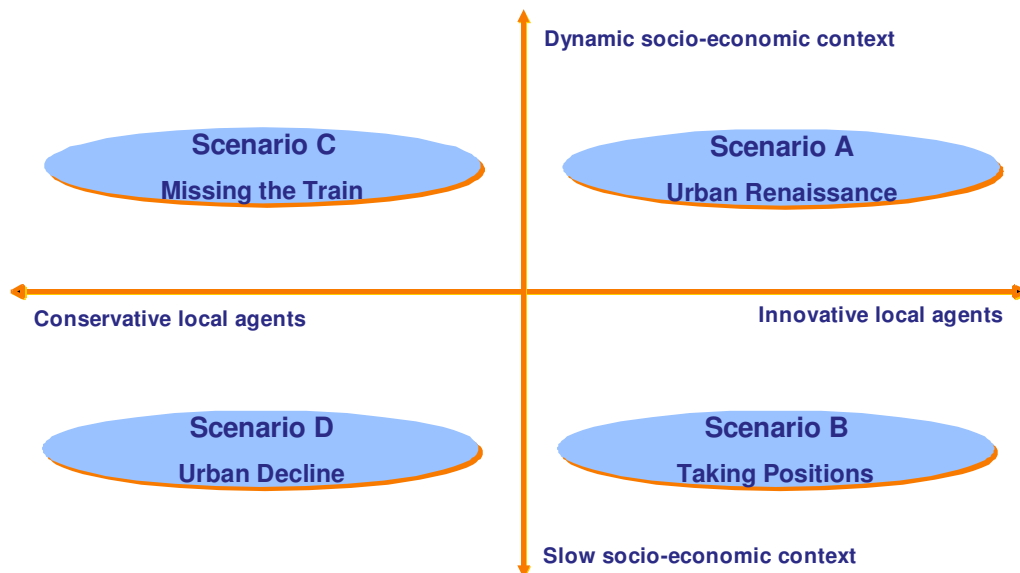 Dynamic socio-economic context
Scenario C
Missing the Train
Scenario A
Urban Renaissance
Conservative local agents
Innovative local agents
Scenario D
Urban Decline
Scenario B
Taking Positions
Slow socio-economic context